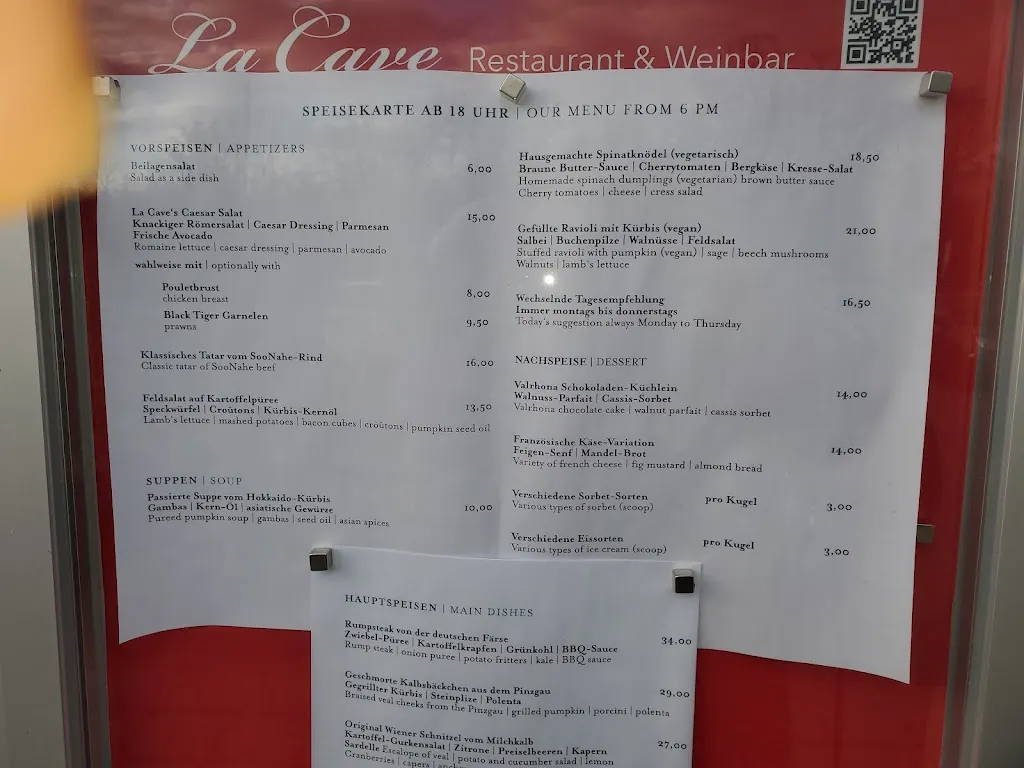 La Cave Restaurant & Weinbar
SPEISEKARTE AB 18 UHR | OUR MENU FROM 6 PM
VORSPEISEN | APPETIZERS
Beilagensalat 6,00
Salad as a side dish
La Cave's Caesar Salat 15,00
Knackiger Römersalat | Caesar Dressing | Parmesan
Frische Avocado
Romaine lettuce | caesar dressing | parmesan | avocado
wahlweise mit | optionally with
Pouletbrust 8,00
chicken breast
Black Tiger Garnelen 9,50
prawns
Klassisches Tatar vom SooNahe-Rind 16,00
Classic tatar of SooNahe beef
Feldsalat auf Kartoffelpüree
Speckwürfel | Croûtons | Kürbis-Kernöl 13,50
Lamb's lettuce | mashed potatoes | bacon cubes | croûtons | pumpkin seed oil
SUPPEN | SOUP
Passierte Suppe vom Hokkaido-Kürbis
Gambas | Kern-Öl | asiatische Gewürze 10,00
Pureed pumpkin soup | gambas | seed oil | asian spices
Hausgemachte Spinatknödel (vegetarisch) 18,50
Braune Butter-Sauce | Cherrytomaten | Bergkäse | Kresse-Salat
Homemade spinach dumplings (vegetarian) brown butter sauce
Cherry tomatoes | cheese | cress salad
Gefüllte Ravioli mit Kürbis (vegan) 21,00
Salbei | Buchenpilze | Walnüsse | Feldsalat
Stuffed ravioli with pumpkin (vegan) | sage | beech mushrooms
Walnuts | lamb's lettuce
Wechselnde Tagesempfehlung 16,50
Immer montags bis donnerstags
Today's suggestion always Monday to Thursday
NACHSPEISE | DESSERT
Valrhona Schokoladen-Küchlein 14,00
Walnuss-Parfait | Cassis-Sorbet
Valrhona chocolate cake | walnut parfait | cassis sorbet
Französische Käse-Variation 14,00
Feigen-Senf | Mandel-Brot
Variety of french cheese | fig mustard | almond bread
Verschiedene Sorbet-Sorten pro Kugel 3,00
Various types of sorbet (scoop)
Verschiedene Eissorten pro Kugel 3,00
Various types of ice cream (scoop)
HAUPTSPEISEN | MAIN DISHES
Rumpsteak von der deutschen Färse 34.00
Zwiebel-Püree | Kartoffelkrapfen | Grünkohl | BBQ-Sauce
Rump steak | onion puree | potato fritters | kale | BBQ sauce
Geschmorte Kalbsbäckchen aus dem Pinzgau 29.00
Gegrillter Kürbis | Steinplize | Polenta
Braised veal cheeks from the Pinzgau | grilled pumpkin | porcini | polenta
Original Wiener Schnitzel vom Milchkalb 27,00
Kartoffel-Gurkensalat | Zitrone | Preiselbeeren | Kapern
Sardelle Escalope of veal | potato and cucumber salad | lemon
Cranberries | capers |